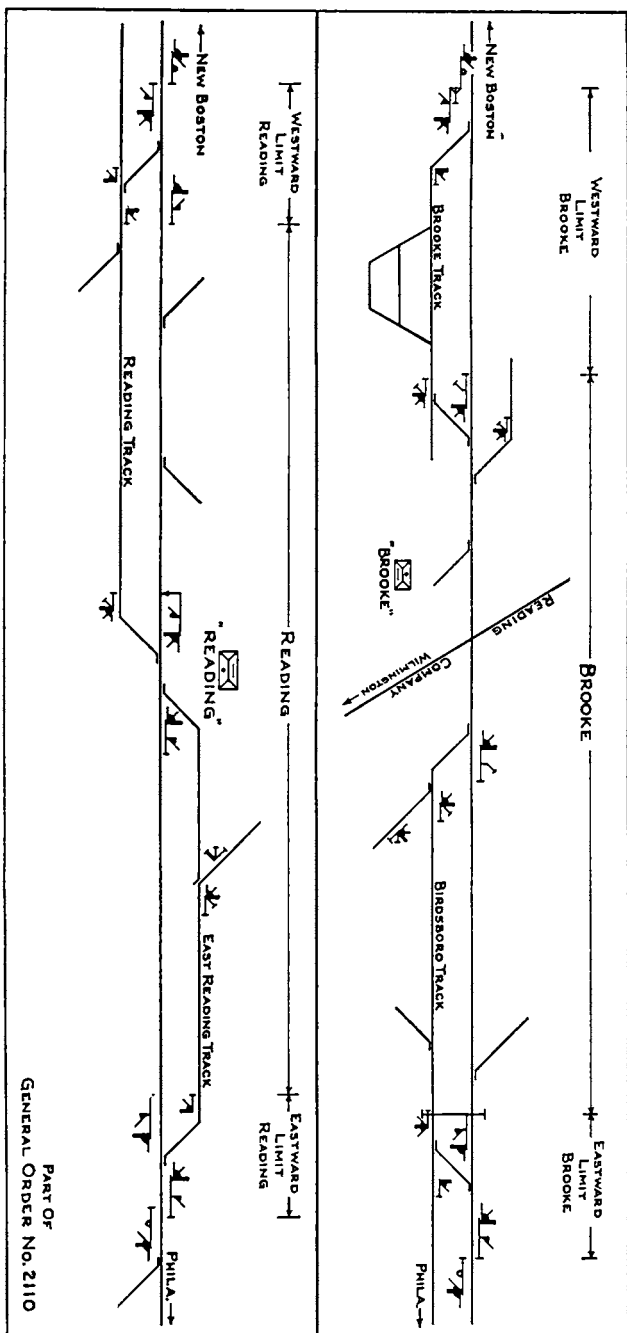 BROOKE
WESTWARD
LIMIT
BROOKE
EASTWARD
LIMIT
BROOKE
← NEW BOSTON
BROOKE TRACK
"BROOKE"
READING
COMPANY
WILMINGTON
BIRDSBORO TRACK
PHILA.
WESTWARD
LIMIT
READING
READING
EASTWARD
LIMIT
READING
← NEW BOSTON
READING TRACK
"READING"
EAST READING TRACK
PHILA.
PART OF
GENERAL ORDER NO. 2110